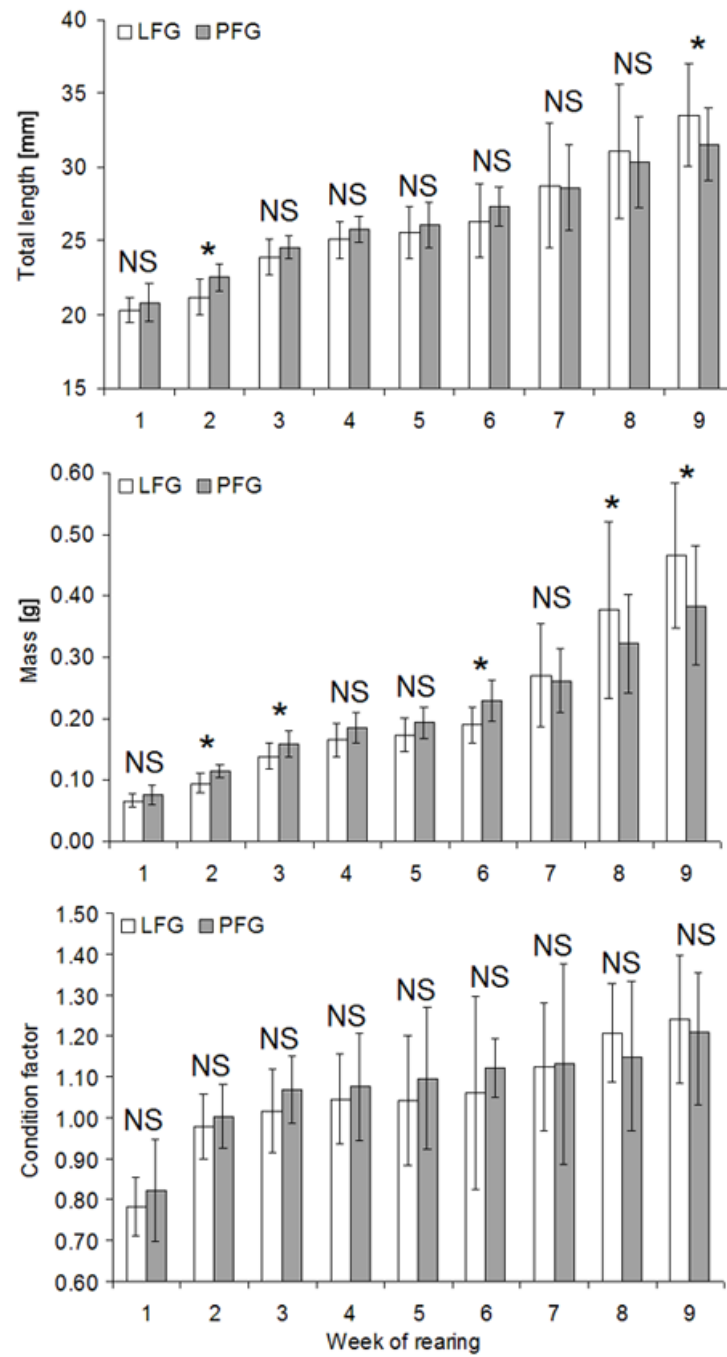 Total length [mm]
40
35
30
25
20
15
LFG PFG
NS * NS NS NS NS NS NS *
1 2 3 4 5 6 7 8 9
Mass [g]
0.60
0.50
0.40
0.30
0.20
0.10
0.00
LFG PFG
NS * * NS NS * NS * *
1 2 3 4 5 6 7 8 9
Condition factor
1.50
1.40
1.30
1.20
1.10
1.00
0.90
0.80
0.70
0.60
LFG PFG
NS NS NS NS NS NS NS NS NS
1 2 3 4 5 6 7 8 9
Week of rearing